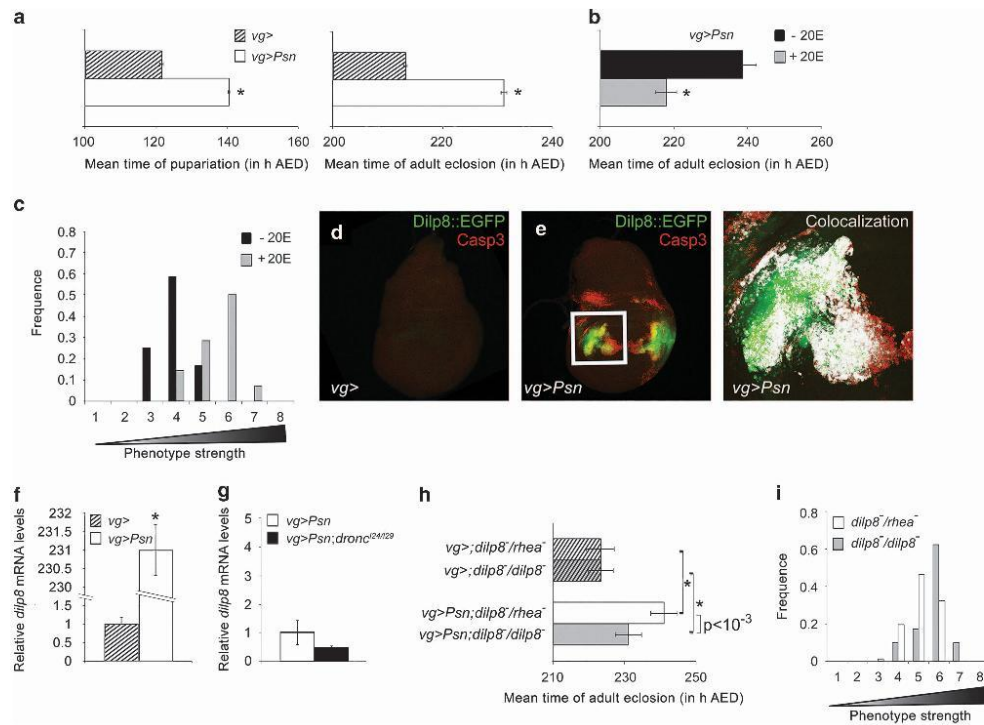 a
vg>
vg>Psn
*
100 120 140 160
Mean time of pupariation (in h AED)
*
200 220 240
Mean time of adult eclosion (in h AED)
b
vg>Psn
- 20E
+ 20E
*
200 220 240 260
Mean time of adult eclosion (in h AED)
c
Frequence
0.8
0.7
0.6
0.5
0.4
0.3
0.2
0.1
0
- 20E
+ 20E
1 2 3 4 5 6 7 8
Phenotype strength
d
Dilp8::EGFP
Casp3
vg>
e
Dilp8::EGFP
Casp3
vg>Psn
Colocalization
vg>Psn
f
Relative dilp8 mRNA levels
232
231
230
230
1.5
1
0.5
0
vg>
vg>Psn
*
g
Relative dilp8 mRNA levels
5
4
3
2
1
0
vg>Psn
vg>Psn;dronc^i24/i29
h
vg>;dilp8-/rhea-
vg>;dilp8-/dilp8-
vg>Psn;dilp8-/rhea-
vg>Psn;dilp8-/dilp8-
*
*
p<10-3
210 230 250
Mean time of adult eclosion (in h AED)
i
Frequence
0.8
0.6
0.4
0.2
0
dilp8-/rhea-
dilp8-/dilp8-
1 2 3 4 5 6 7 8
Phenotype strength